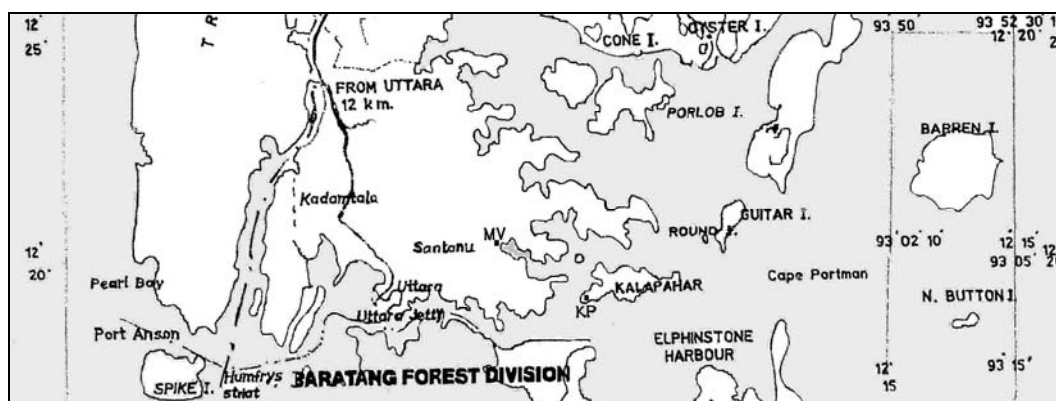 12
25'
T R
CONE I.
OYSTER I.
93 50'
93 52' 30"
12° 20'
FROM UTTARA
12 km.
PORLOB I.
BARREN I.
Kadamtala
GUITAR I.
ROUND I.
Santanu
MV
93 02' 10"
12° 15'
93 05' 20"
12°
20'
Pearl Bay
Uttara
KALAPAHAR
Cape Portman
N. BUTTON I.
Uttara Jetty
KP
Port Anson
ELPHINSTONE
HARBOUR
12°
15
93 15'
SPIKE I.
Humfrys
striat
BARATANG FOREST DIVISION